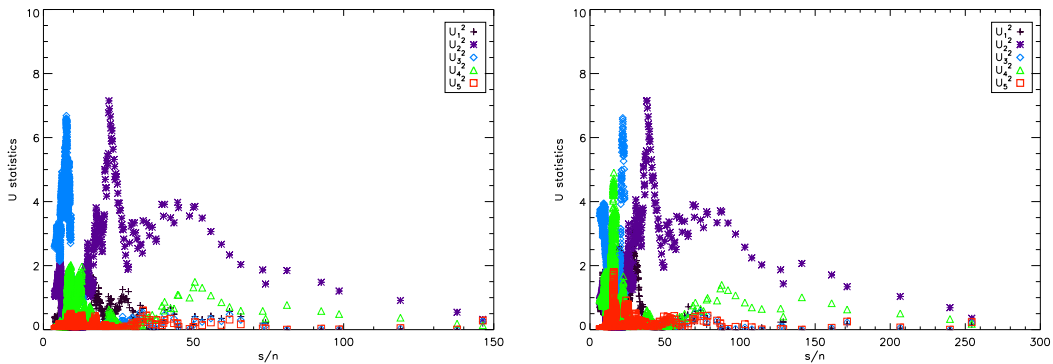 10
8
6
4
2
0
U statistics
0
50
100
150
s/n
U₁² +
U₂² ✳
U₃² ◇
U₄² △
U₅² □
10
8
6
4
2
0
U statistics
0
50
100
150
200
250
300
s/n
U₁² +
U₂² ✳
U₃² ◇
U₄² △
U₅² □